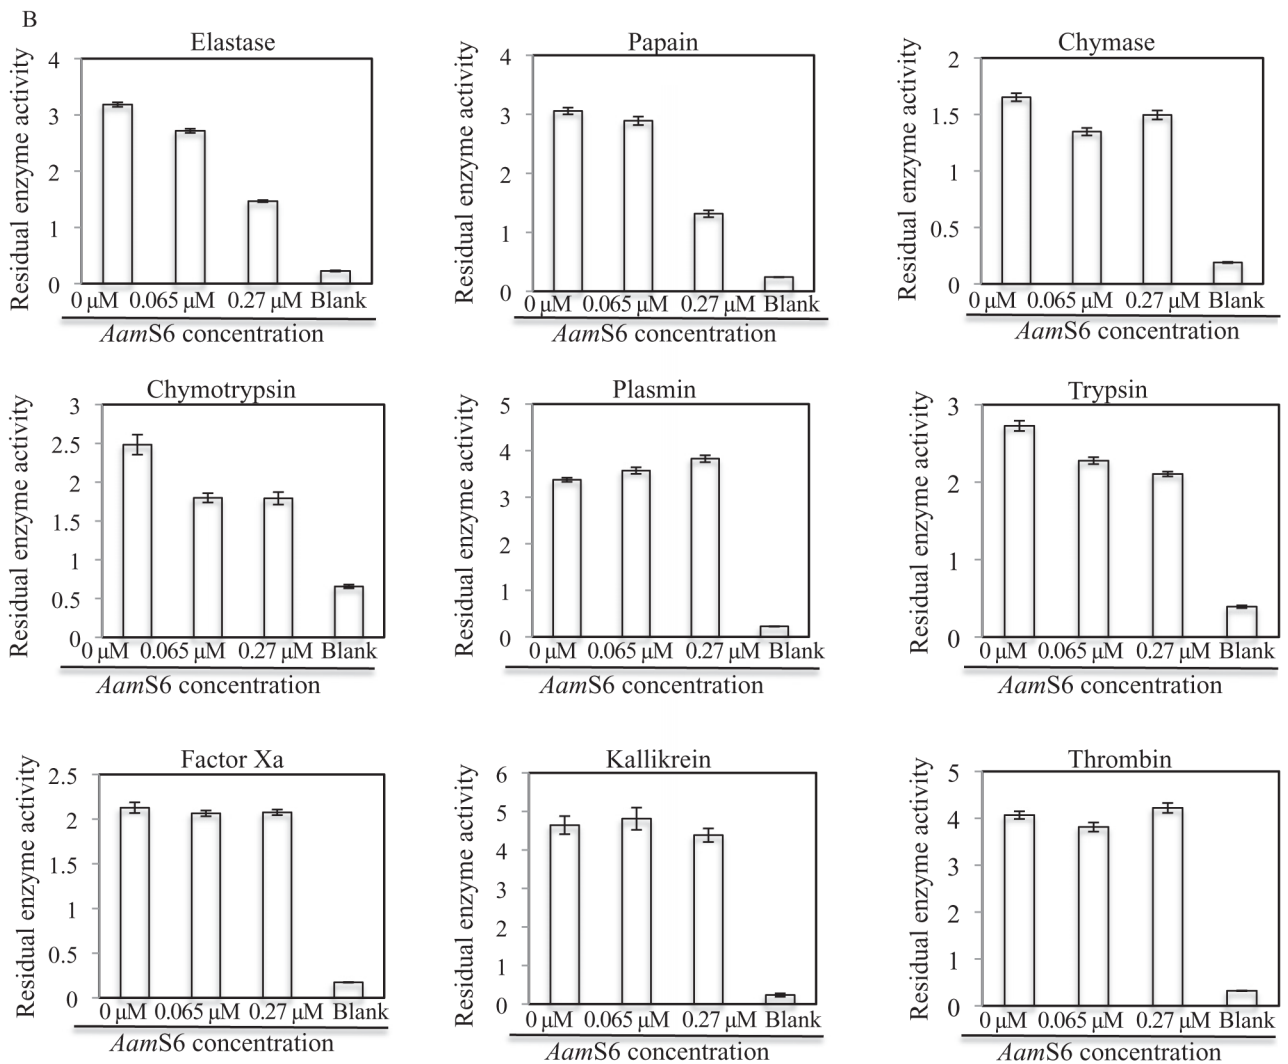 B
Elastase
Residual enzyme activity
4
3
2
1
0
0 μM 0.065 μM 0.27 μM Blank
AamS6 concentration
Papain
Residual enzyme activity
4
3
2
1
0
0 μM 0.065 μM 0.27 μM Blank
AamS6 concentration
Chymase
Residual enzyme activity
2
1.5
1
0.5
0
0 μM 0.065 μM 0.27 μM Blank
AamS6 concentration
Chymotrypsin
Residual enzyme activity
3
2.5
2
1.5
1
0.5
0
0 μM 0.065 μM 0.27 μM Blank
AamS6 concentration
Plasmin
Residual enzyme activity
5
4
3
2
1
0
0 μM 0.065 μM 0.27 μM Blank
AamS6 concentration
Trypsin
Residual enzyme activity
3
2
1
0
0 μM 0.065 μM 0.27 μM Blank
AamS6 concentration
Factor Xa
Residual enzyme activity
2.5
2
1.5
1
0.5
0
0 μM 0.065 μM 0.27 μM Blank
AamS6 concentration
Kallikrein
Residual enzyme activity
6
5
4
3
2
1
0
0 μM 0.065 μM 0.27 μM Blank
AamS6 concentration
Thrombin
Residual enzyme activity
5
4
3
2
1
0
0 μM 0.065 μM 0.27 μM Blank
AamS6 concentration